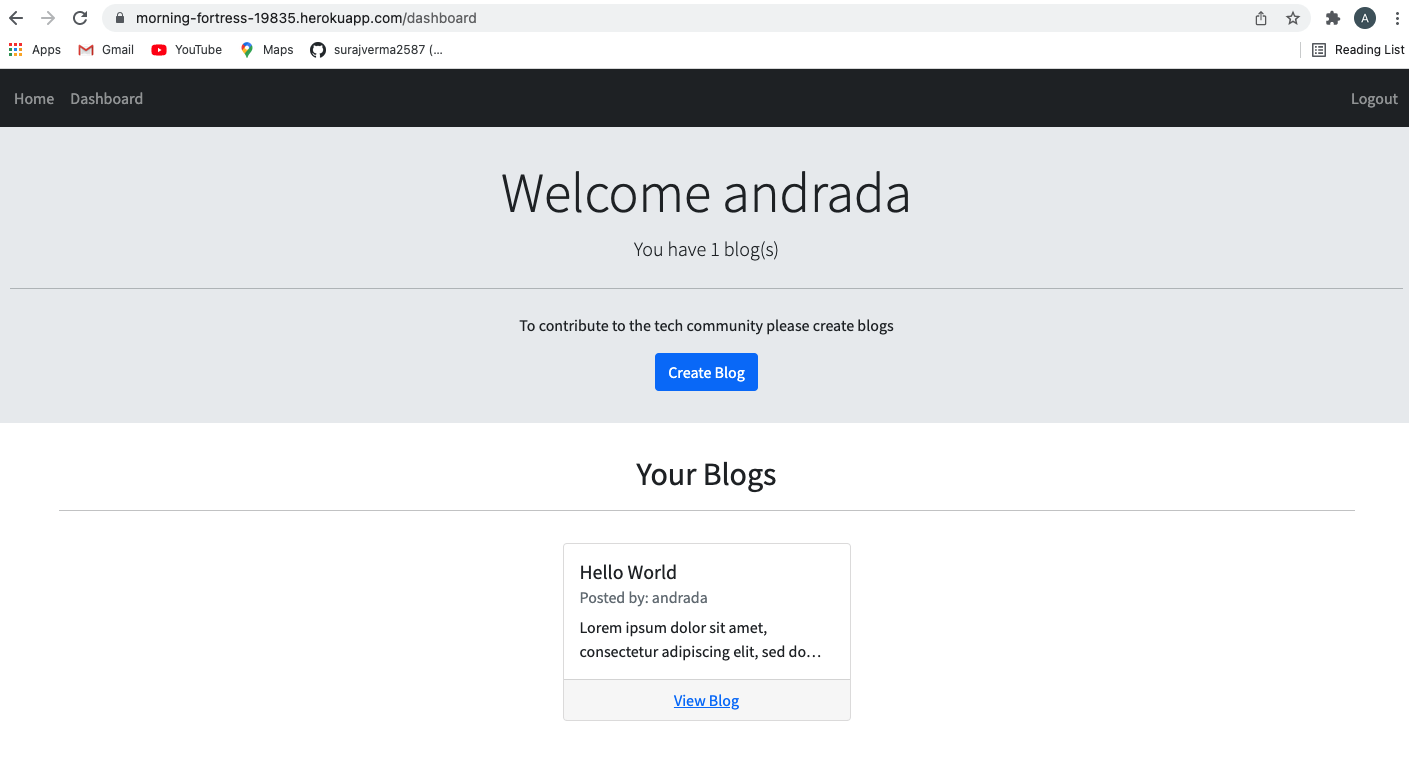 morning-fortress-19835.herokuapp.com/dashboard
A
Apps Gmail YouTube Maps surajverma2587 (... Reading List
Home Dashboard Logout
Welcome andrada
You have 1 blog(s)
To contribute to the tech community please create blogs
Create Blog
Your Blogs
Hello World
Posted by: andrada
Lorem ipsum dolor sit amet,
consectetur adipiscing elit, sed do...
View Blog